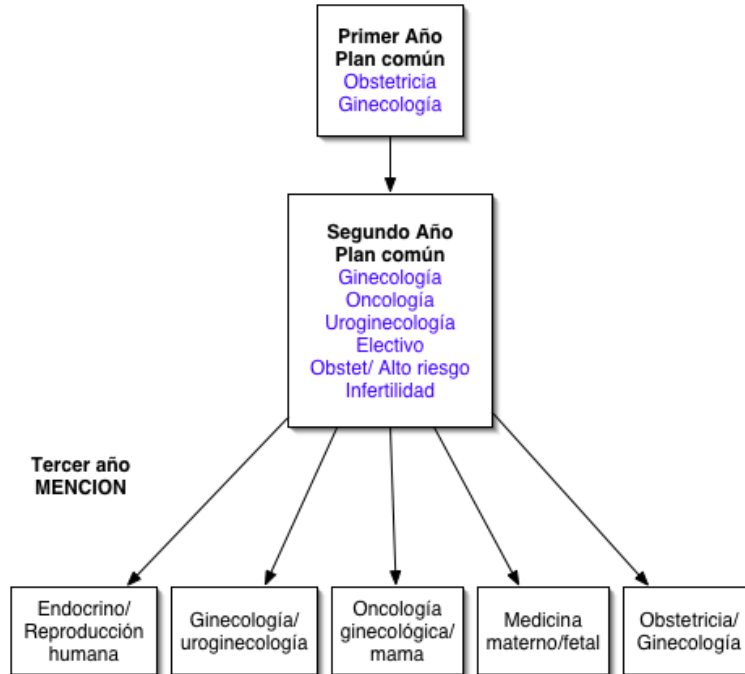 Primer Año
Plan común
Obstetricia
Ginecología
Segundo Año
Plan común
Ginecología
Oncología
Uroginecología
Electivo
Obstet/ Alto riesgo
Infertilidad
Tercer año
MENCION
Endocrino/
Reproducción
humana
Ginecología/
uroginecología
Oncología
ginecológica/
mama
Medicina
materno/fetal
Obstetricia/
Ginecología